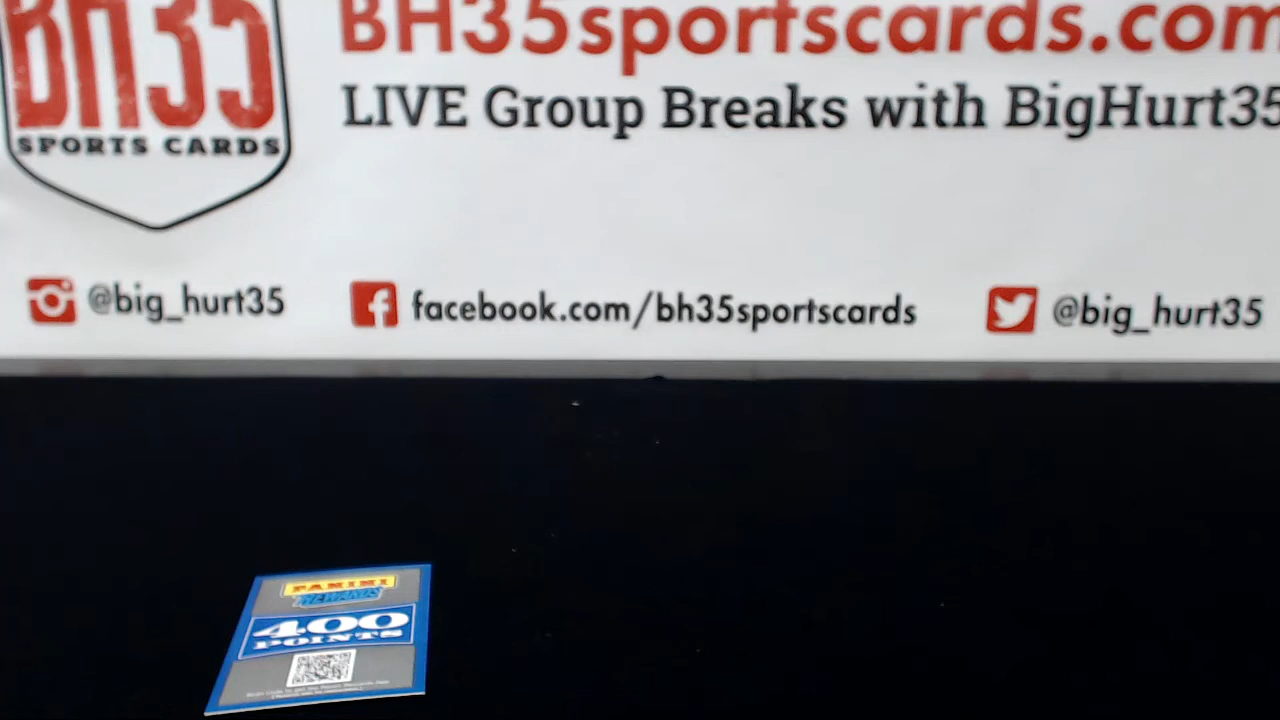 BH35
SPORTS CARDS
BH35sportscards.com
LIVE Group Breaks with BigHurt35
@big_hurt35
facebook.com/bh35sportscards
@big_hurt35
PANINI
REWARDS
400
POINTS